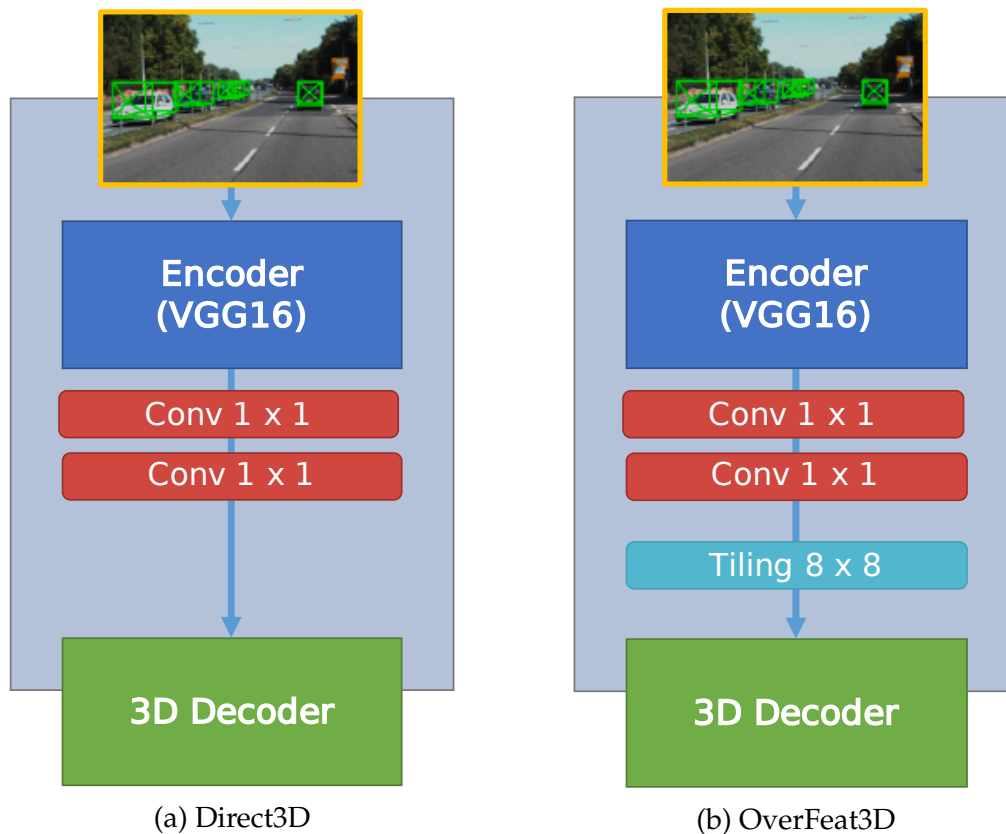 Encoder
(VGG16)
Conv 1 x 1
Conv 1 x 1
3D Decoder
(a) Direct3D
Encoder
(VGG16)
Conv 1 x 1
Conv 1 x 1
Tiling 8 x 8
3D Decoder
(b) OverFeat3D